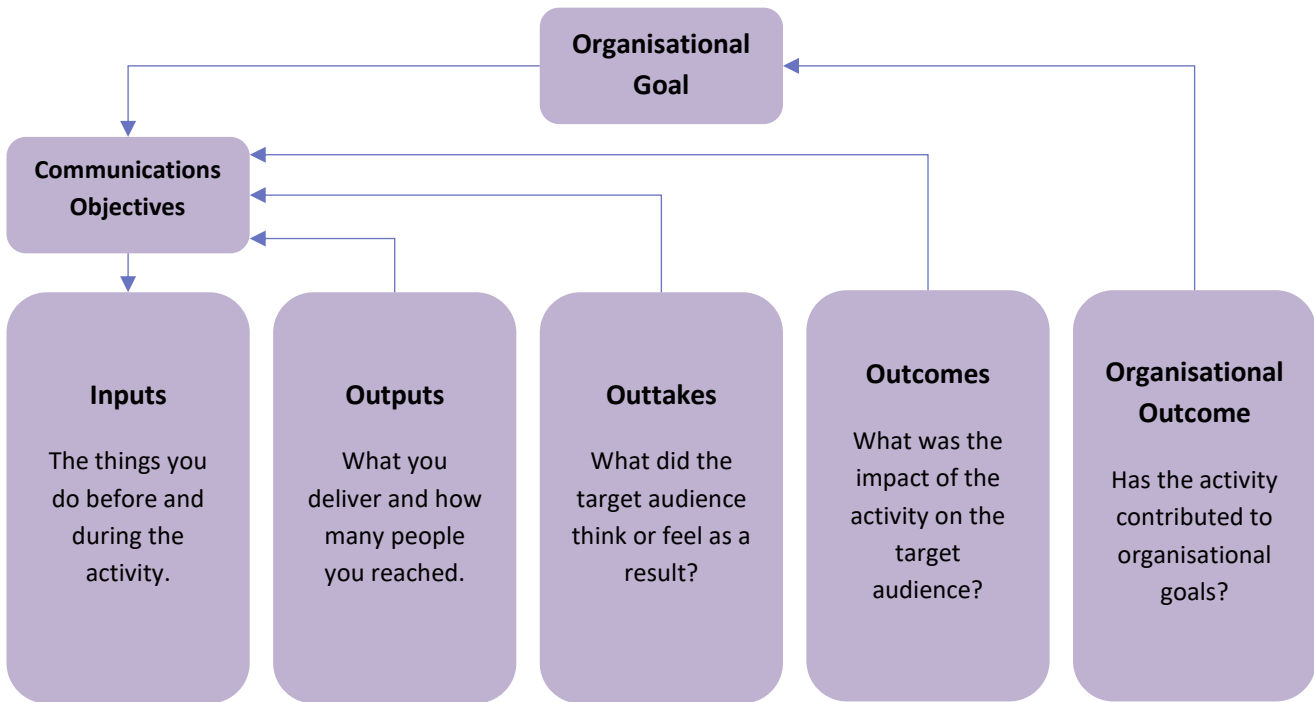 Organisational
Goal
Communications
Objectives
Inputs
The things you
do before and
during the
activity.
Outputs
What you
deliver and how
many people
you reached.
Outtakes
What did the
target audience
think or feel as a
result?
Outcomes
What was the
impact of the
activity on the
target
audience?
Organisational
Outcome
Has the activity
contributed to
organisational
goals?